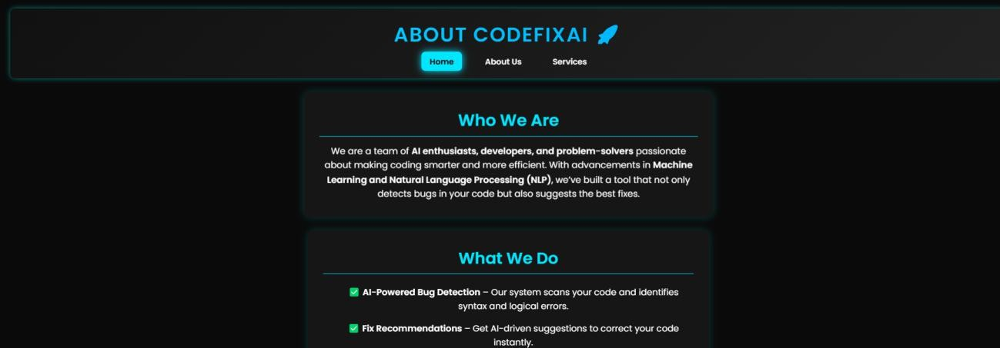 ABOUT CODEFIXAI 🚀
Home About Us Services
Who We Are
We are a team of AI enthusiasts, developers, and problem-solvers passionate
about making coding smarter and more efficient. With advancements in Machine
Learning and Natural Language Processing (NLP), we've built a tool that not only
detects bugs in your code but also suggests the best fixes.
What We Do
✅ AI-Powered Bug Detection – Our system scans your code and identifies
syntax and logical errors.
✅ Fix Recommendations – Get AI-driven suggestions to correct your code
instantly.